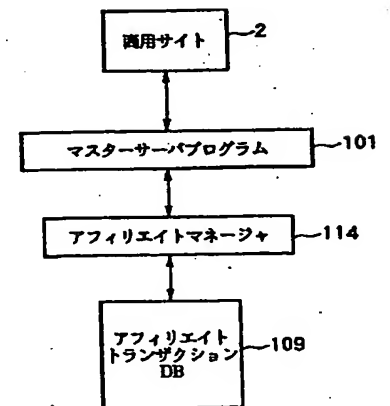 商用サイト
2
マスターサーバプログラム
101
アフィリエイトマネージャ
114
アフィリエイト
トランザクション
DB
109